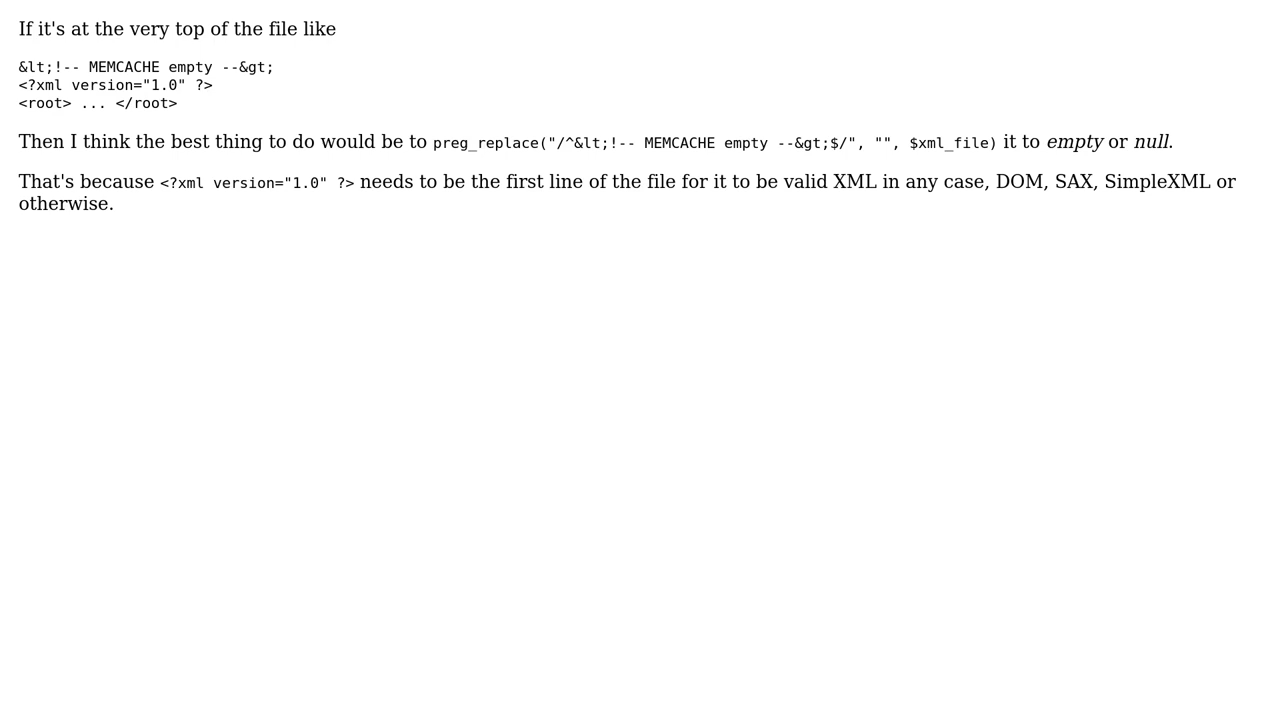 If it's at the very top of the file like
&lt;!-- MEMCACHE empty --&gt;
<?xml version="1.0" ?>
<root> ... </root>
Then I think the best thing to do would be to preg_replace("/^&lt;!-- MEMCACHE empty --&gt;$/", "", $xml_file) it to empty or null.
That's because <?xml version="1.0" ?> needs to be the first line of the file for it to be valid XML in any case, DOM, SAX, SimpleXML or
otherwise.